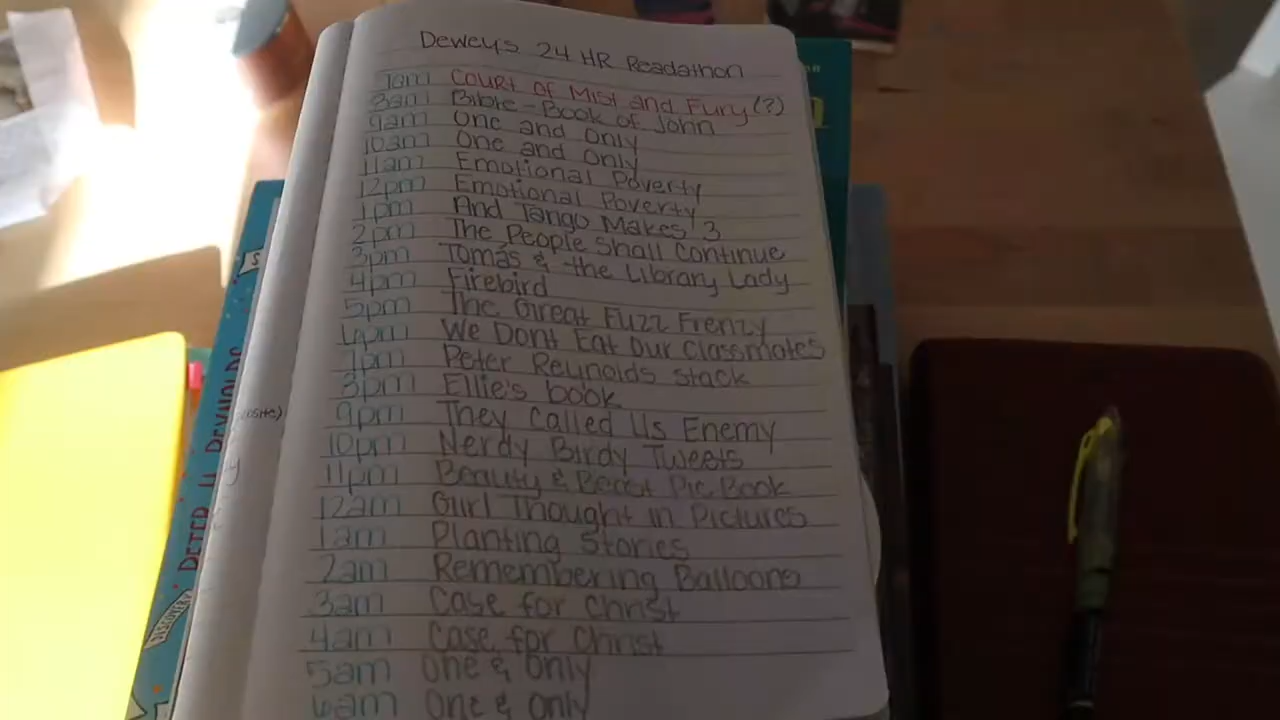 Dewey's 24 HR Readathon
7am Court of Mist and Fury (?)
8am Bible - Book of John
9am One and Only
10am One and Only
11am Emotional Poverty
12pm Emotional Poverty
1pm And Tango Makes 3
2pm The People Shall Continue
3pm Tomás & the Library Lady
4pm Firebird
5pm The Great Fuzz Frenzy
6pm We Dont Eat Our Classmates
7pm Peter Reynolds stack
8pm Ellie's book
9pm They Called Us Enemy
10pm Nerdy Birdy Tweets
11pm Beauty & Beast Pic Book
12am Girl Thought in Pictures
1am Planting Stories
2am Remembering Balloons
3am Case for Christ
4am Case for Christ
5am One & Only
6am One & Only
PETER H. REYNOLDS
DISCOVERY